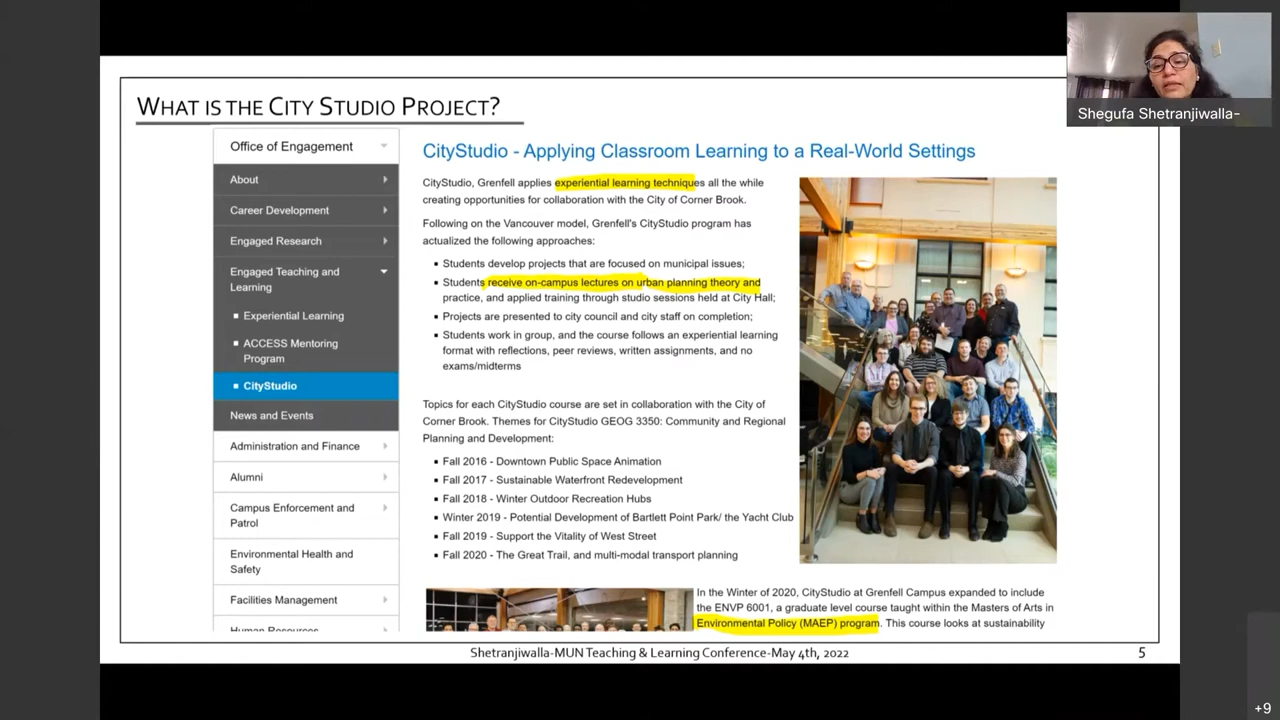 WHAT IS THE CITY STUDIO PROJECT?
Shegufa Shetranjiwalla-
Office of Engagement
About
Career Development
Engaged Research
Engaged Teaching and
Learning
Experiential Learning
ACCESS Mentoring
Program
CityStudio
News and Events
Administration and Finance
Alumni
Campus Enforcement and
Patrol
Environmental Health and
Safety
Facilities Management
Human Resources
CityStudio - Applying Classroom Learning to a Real-World Settings
CityStudio, Grenfell applies experiential learning techniques all the while
creating opportunities for collaboration with the City of Corner Brook.
Following on the Vancouver model, Grenfell's CityStudio program has
actualized the following approaches:
Students develop projects that are focused on municipal issues;
Students receive on-campus lectures on urban planning theory and
practice, and applied training through studio sessions held at City Hall;
Projects are presented to city council and city staff on completion;
Students work in group, and the course follows an experiential learning
format with reflections, peer reviews, written assignments, and no
exams/midterms
Topics for each CityStudio course are set in collaboration with the City of
Corner Brook. Themes for CityStudio GEOG 3350: Community and Regional
Planning and Development:
Fall 2016 - Downtown Public Space Animation
Fall 2017 - Sustainable Waterfront Redevelopment
Fall 2018 - Winter Outdoor Recreation Hubs
Winter 2019 - Potential Development of Bartlett Point Park/ the Yacht Club
Fall 2019 - Support the Vitality of West Street
Fall 2020 - The Great Trail, and multi-modal transport planning
In the Winter of 2020, CityStudio at Grenfell Campus expanded to include
the ENVP 6001, a graduate level course taught within the Masters of Arts in
Environmental Policy (MAEP) program. This course looks at sustainability
Shetranjiwalla-MUN Teaching & Learning Conference-May 4th, 2022
5
+9